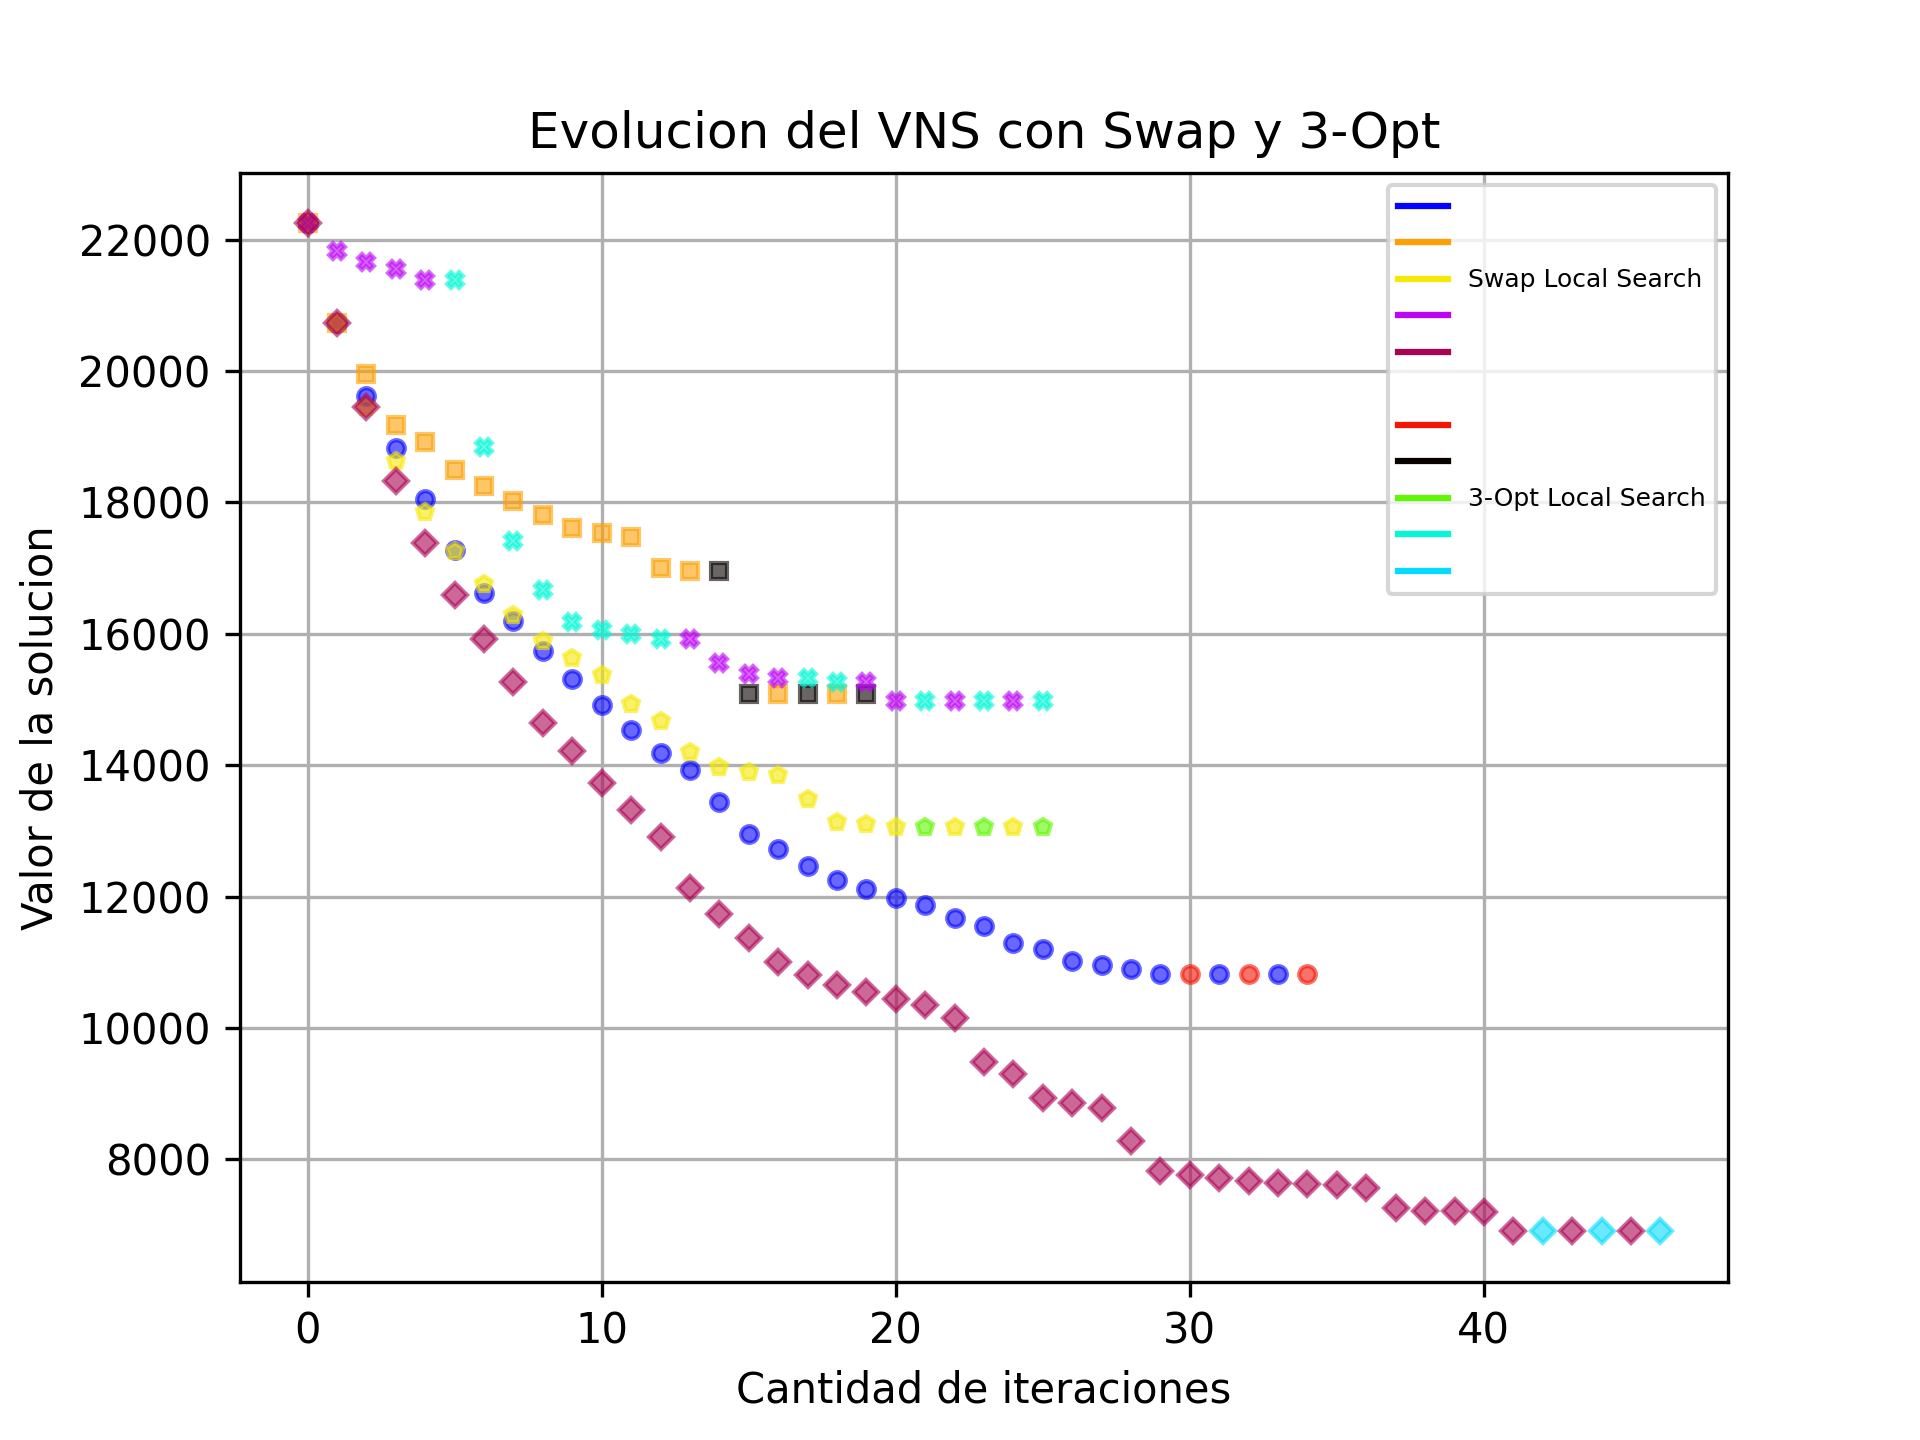 Evolucion del VNS con Swap y 3-Opt
Valor de la solucion
22000
20000
18000
16000
14000
12000
10000
8000
Swap Local Search
3-Opt Local Search
0 10 20 30 40
Cantidad de iteraciones